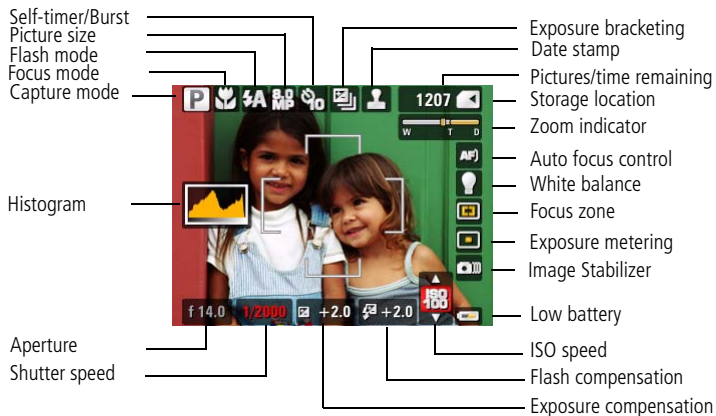 Self-timer/Burst
Picture size
Flash mode
Focus mode
Capture mode
Histogram
Aperture
Shutter speed
Exposure bracketing
Date stamp
Pictures/time remaining
Storage location
Zoom indicator
Auto focus control
White balance
Focus zone
Exposure metering
Image Stabilizer
Low battery
ISO speed
Flash compensation
Exposure compensation
P
A
8.0 MP
10
1207
W T D
AF
ISO 100
f 14.0
1/2000
+2.0
+2.0